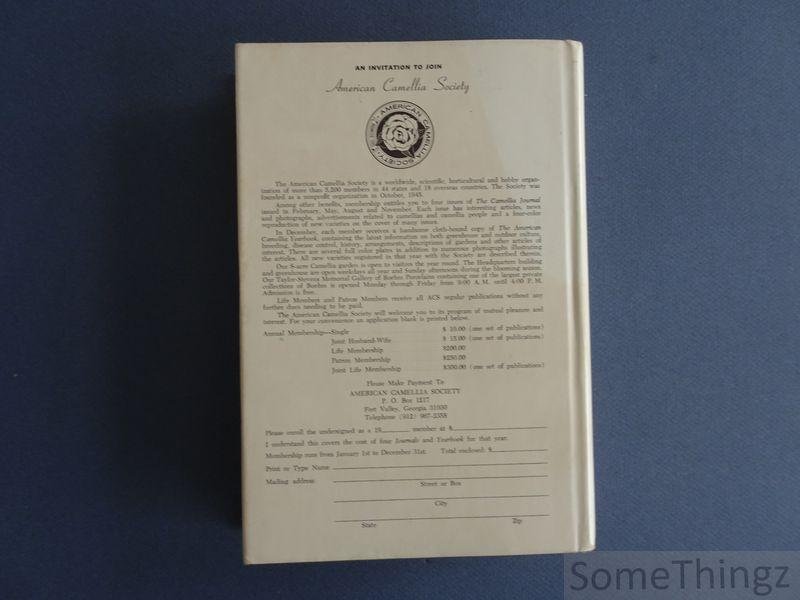 AN INVITATION TO JOIN
American Camellia Society
AMERICAN CAMELLIA SOCIETY
The American Camellia Society is a worldwide, scientific, horticultural and hobby organ-
ization of more than 5,200 members in 44 states and 18 overseas countries. The Society was
founded as a nonprofit organization in October, 1945.
Among other benefits, membership entitles you to four issues of The Camellia Journal
issued in February, May, August and November. Each issue has interesting articles, news
and photographs, advertisements related to camellias and camellia people and a four-color
reproduction of new varieties on the cover of many issues.
In December, each member receives a handsome cloth-bound copy of The American
Camellia Yearbook, containing the latest information on both greenhouse and outdoor culture,
breeding, disease control, history, arrangements, descriptions of gardens and other articles of
interest. There are several full color plates in addition to numerous photographs illustrating
the articles. All new varieties registered in that year with the Society are described therein.
Our 5-acre Camellia garden is open to visitors the year round. The Headquarters building
and greenhouse are open weekdays all year and Sunday afternoons during the blooming season.
Our Taylor-Stevens Memorial Gallery of Boehm Porcelains containing one of the largest private
collections of Boehm is opened Monday through Friday from 9:00 A.M. until 4:00 P.M.
Admission is free.
Life Members and Patron Members receive all ACS regular publications without any
further dues needing to be paid.
The American Camellia Society will welcome you to its program of mutual pleasure and
interest. For your convenience an application blank is printed below.
Annual Membership—Single $ 10.00 (one set of publications)
Joint Husband-Wife $ 15.00 (one set of publications)
Life Membership $200.00
Patron Membership $250.00
Joint Life Membership $300.00 (one set of publications)
Please Make Payment To
AMERICAN CAMELLIA SOCIETY
P. O. Box 1217
Fort Valley, Georgia 31030
Telephone (912) 967-2358
Please enroll the undersigned as a 19____ member at $
I understand this covers the cost of four Journals and Yearbook for that year.
Membership runs from January 1st to December 31st. Total enclosed: $
Print or Type Name
Mailing address:
Street or Box
City
State Zip
SomeThingz